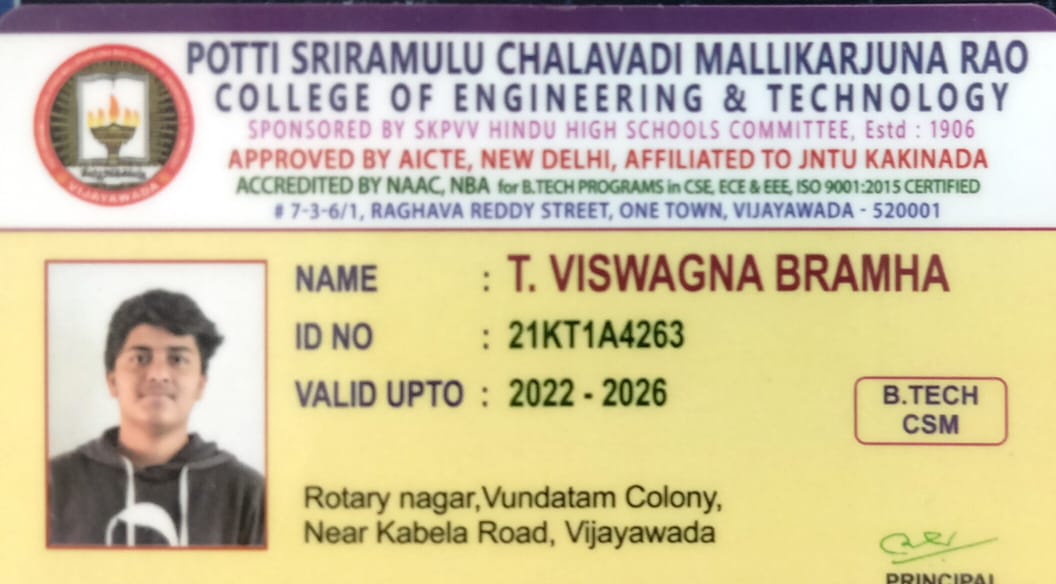 POTTI SRIRAMULU CHALAVADI MALLIKARJUNA RAO
COLLEGE OF ENGINEERING & TECHNOLOGY
SPONSORED BY SKPVV HINDU HIGH SCHOOLS COMMITTEE, Estd : 1906
APPROVED BY AICTE, NEW DELHI, AFFILIATED TO JNTU KAKINADA
ACCREDITED BY NAAC, NBA for B.TECH PROGRAMS in CSE, ECE & EEE, ISO 9001:2015 CERTIFIED
# 7-3-6/1, RAGHAVA REDDY STREET, ONE TOWN, VIJAYAWADA - 520001
VIJAYAWADA
NAME : T. VISWAGNA BRAMHA
ID NO : 21KT1A4263
VALID UPTO : 2022 - 2026
B.TECH
CSM
Rotary nagar,Vundatam Colony,
Near Kabela Road, Vijayawada
PRINCIPAL